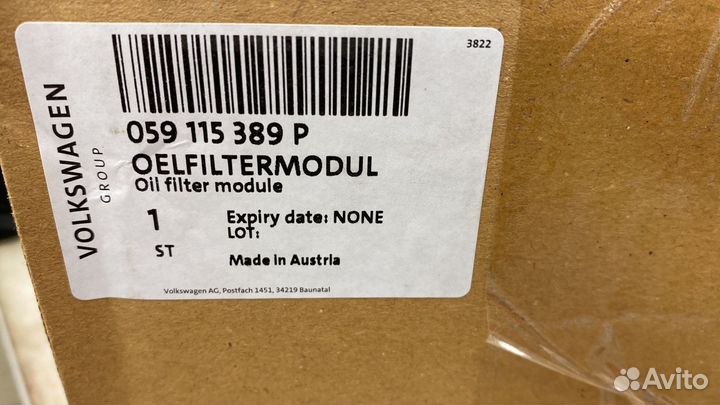 3822
VOLKSWAGEN
GROUP
059 115 389 P
OELFILTERMODUL
Oil filter module
1
ST
Expiry date: NONE
LOT:
Made in Austria
Volkswagen AG, Postfach 1451, 34219 Baunatal
Avito